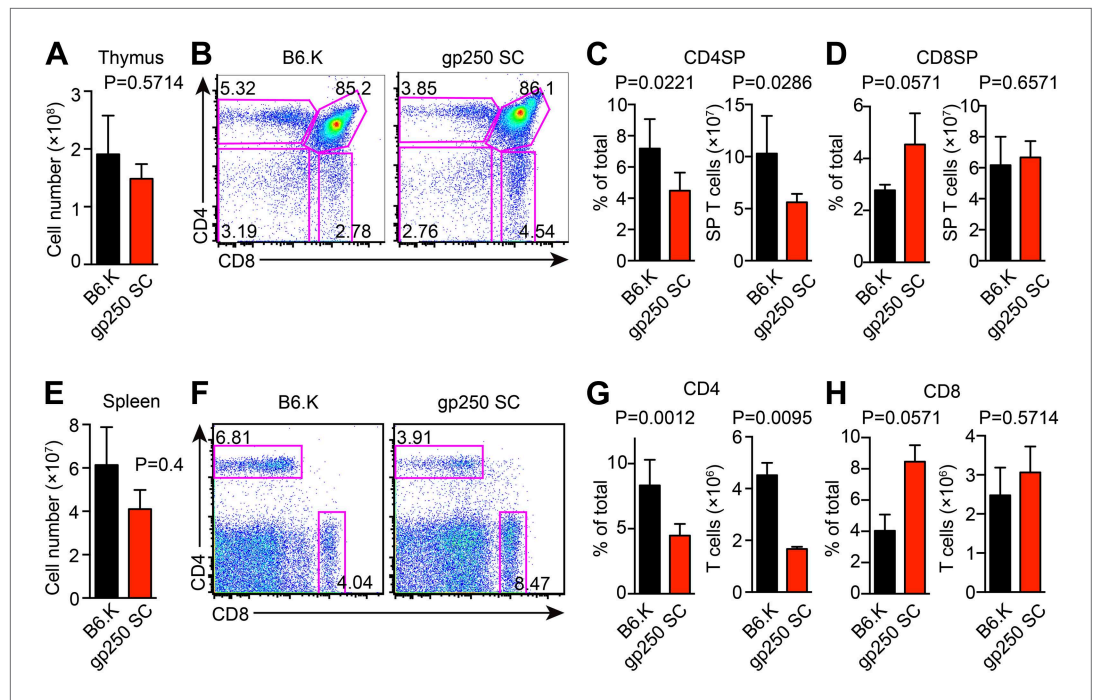 A Thymus
P=0.5714
Cell number (×10⁸)
3
2
1
0
B6.K
gp250 SC
B B6.K gp250 SC
5.32 85.2
3.19 2.78
3.85 86.1
2.76 4.54
CD4
CD8
C CD4SP
P=0.0221 P=0.0286
% of total
10
8
6
4
2
0
B6.K
gp250 SC
SP T cells (×10⁷)
15
10
5
0
B6.K
gp250 SC
D CD8SP
P=0.0571 P=0.6571
% of total
6
4
2
0
B6.K
gp250 SC
SP T cells (×10⁷)
10
8
6
4
2
0
B6.K
gp250 SC
E Spleen
P=0.4
Cell number (×10⁷)
8
6
4
2
0
B6.K
gp250 SC
F B6.K gp250 SC
6.81
4.04
3.91
8.47
CD4
CD8
G CD4
P=0.0012 P=0.0095
% of total
10
5
0
B6.K
gp250 SC
T cells (×10⁶)
6
4
2
0
B6.K
gp250 SC
H CD8
P=0.0571 P=0.5714
% of total
10
8
6
4
2
0
B6.K
gp250 SC
T cells (×10⁶)
4
3
2
1
0
B6.K
gp250 SC